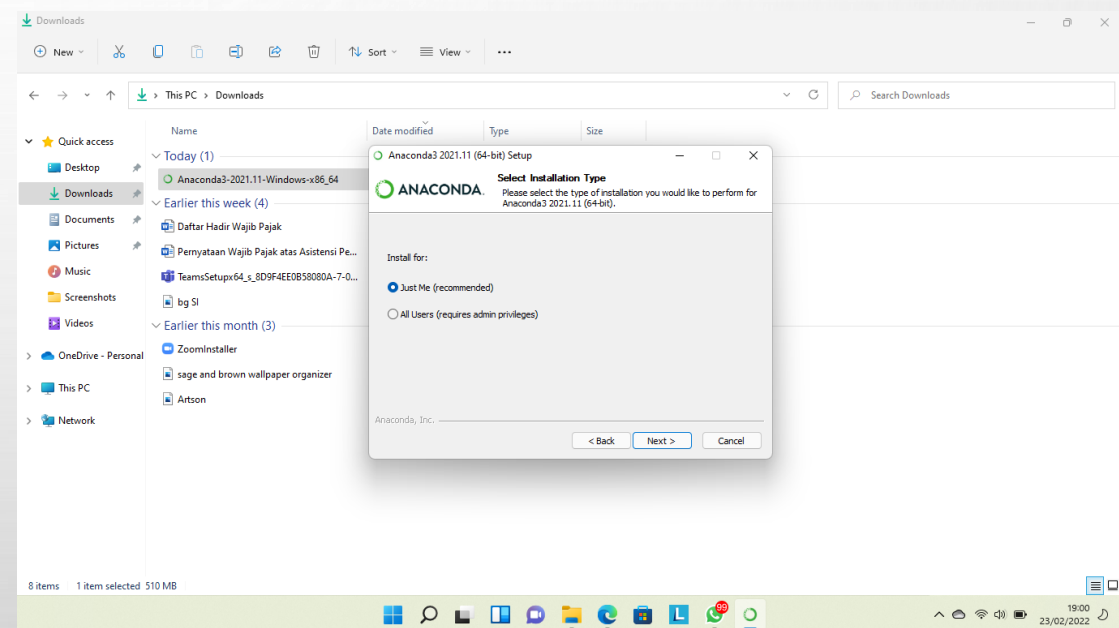 Downloads
New
Sort
View
This PC > Downloads
Search Downloads
Quick access
Desktop
Downloads
Documents
Pictures
Music
Screenshots
Videos
OneDrive - Personal
This PC
Network
Name
Date modified
Type
Size
Today (1)
Anaconda3-2021.11-Windows-x86_64
Earlier this week (4)
Daftar Hadir Wajib Pajak
Pernyataan Wajib Pajak atas Asistensi Pe...
TeamsSetupx64_s_8D9F4EE0B58080A-7-0...
bg SI
Earlier this month (3)
ZoomInstaller
sage and brown wallpaper organizer
Artson
Anaconda3 2021.11 (64-bit) Setup
ANACONDA.
Select Installation Type
Please select the type of installation you would like to perform for
Anaconda3 2021.11 (64-bit).
Install for:
Just Me (recommended)
All Users (requires admin privileges)
Anaconda, Inc.
< Back
Next >
Cancel
8 items
1 item selected 510 MB
L
99
19:00
23/02/2022